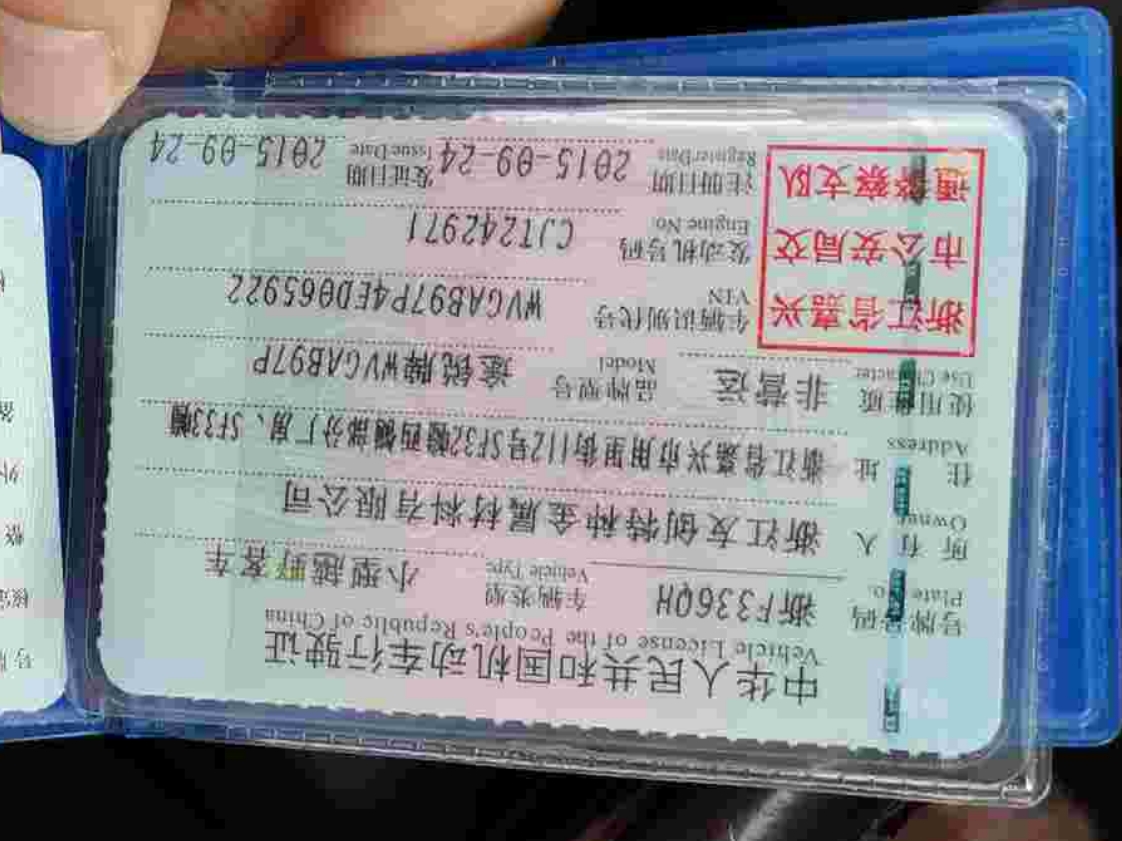 中华人民共和国机动车行驶证
Vehicle License of the People's Republic of China
号牌号码 浙F336QH 车辆类型 小型越野客车
Plate No. Vehicle Type
所有人 浙江友创特种金属材料有限公司
Owner
住址 浙江省嘉兴市用里街112号SF32幢西侧部分厂房、SF33幢
Address
使用性质 非营运 品牌型号 途锐牌WVGAB97P
Use Character Model
浙江省嘉兴
市公安局交
通警察支队
车辆识别代号 WVGAB97P4ED065922
VIN
发动机号码 CJT242971
Engine No.
注册日期 2015-09-24 发证日期 2015-09-24
Register Date Issue Date